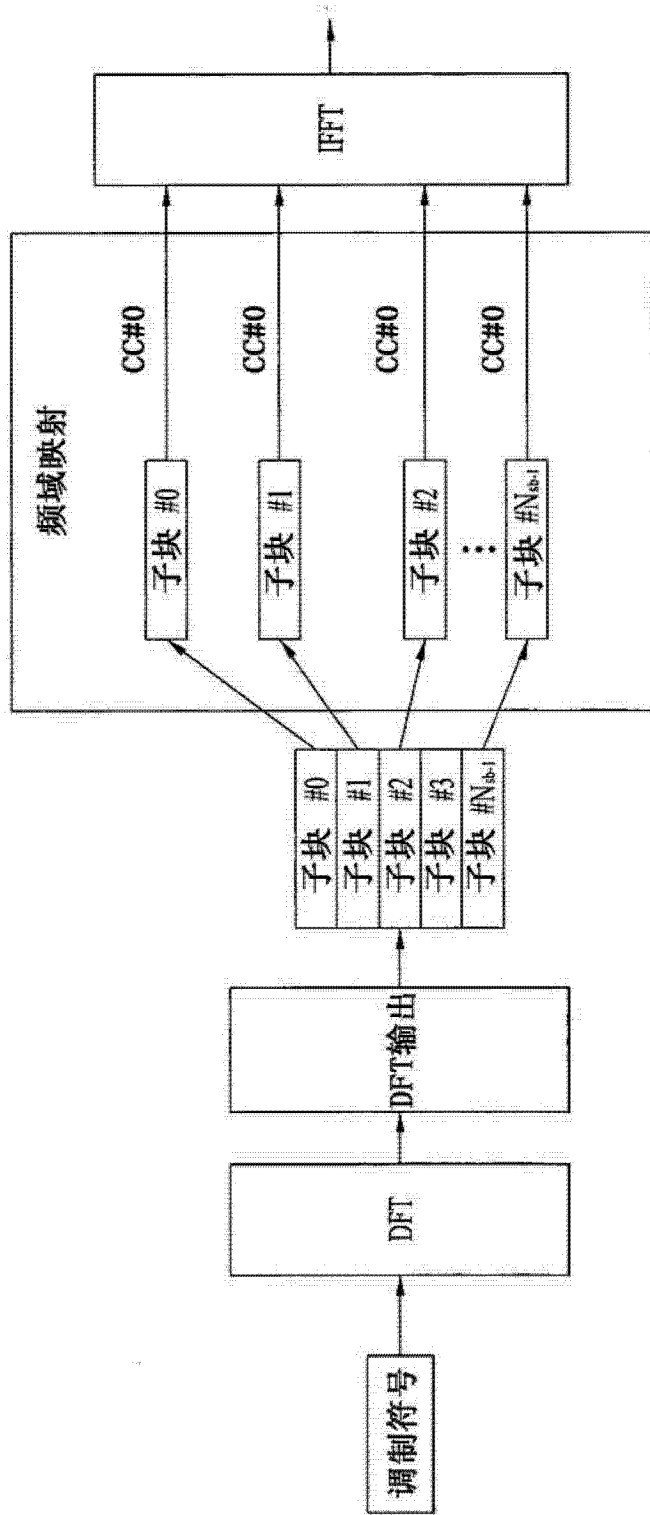 调制符号
DFT
DFT输出
子块 #0
子块 #1
子块 #2
子块 #3
子块 #Nsb-1
频域映射
子块 #0
子块 #1
子块 #2
子块 #Nsb-1
CC#0
CC#0
CC#0
CC#0
IFFT